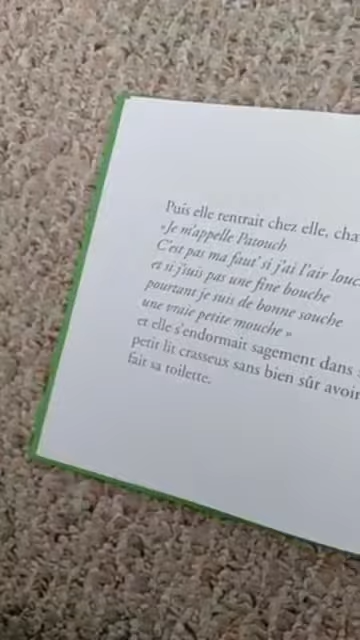 Puis elle rentrait chez elle,
«Je m'appelle Patouch
C'est pas ma faut' si j'ai l'air
et si j'suis pas une fine bouche
pourtant je suis de bonne souche
une vraie petite mouche »
et elle s'endormait sagement dans
petit lit crasseux sans bien sûr avoir
fait sa toilette.